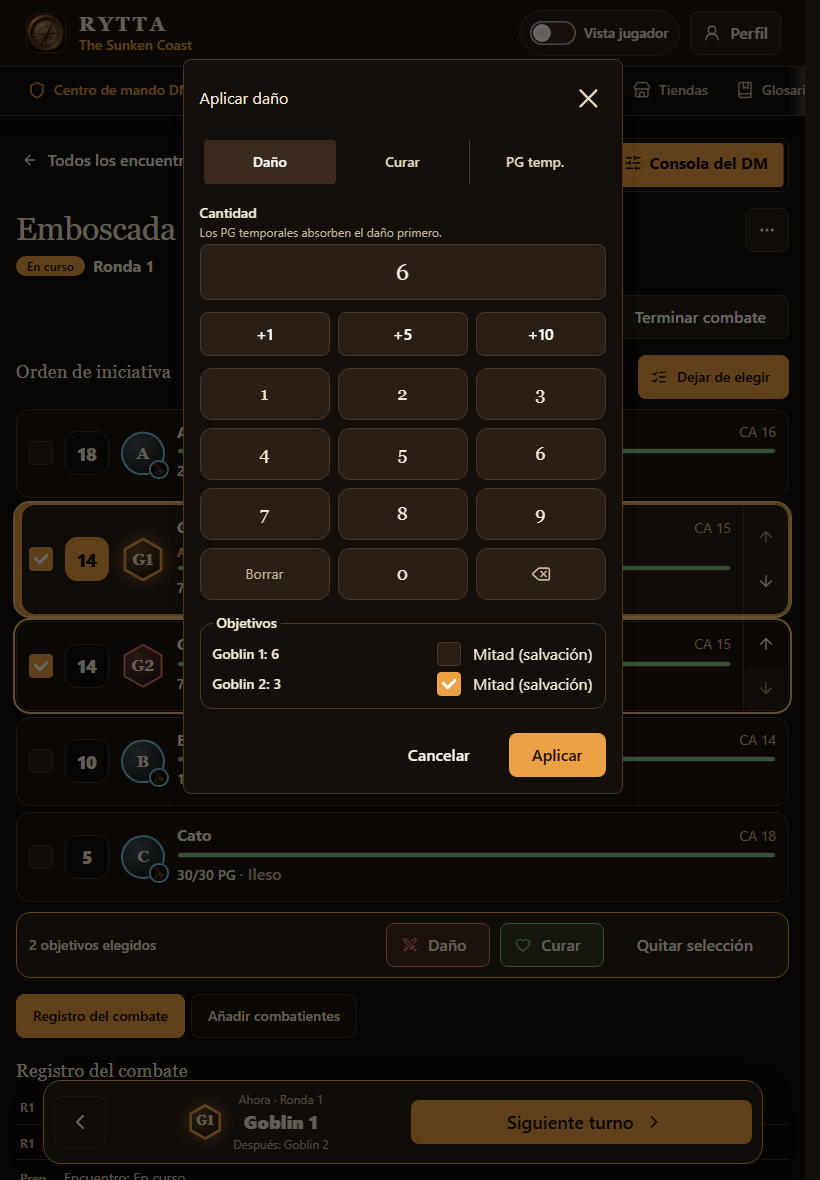 RYTTA
The Sunken Coast
Vista jugador
Perfil
Centro de mando
Tiendas
Aplicar daño
Daño
Curar
PG temp.
Todos los
Consola del DM
Cantidad
Los PG temporales absorben el daño primero.
Emboscada
6
En curso
Ronda 1
+1
+5
+10
Terminar combate
Orden de iniciativa
Dejar de elegir
1
2
3
4
5
6
7
8
9
Borrar
0
18
A
CA 16
14
G1
CA 15
14
G2
CA 15
Objetivos
Goblin 1: 6
Mitad (salvación)
Goblin 2: 3
Mitad (salvación)
10
B
CA 14
Cancelar
Aplicar
5
C
Cato
CA 18
30/30 PG · Ileso
2 objetivos elegidos
Daño
Curar
Quitar selección
Registro del combate
Añadir combatientes
Registro del combate
R1
R1
G1
Ahora · Ronda 1
Goblin 1
Después: Goblin 2
Siguiente turno
Prep
Encuentro: En curso